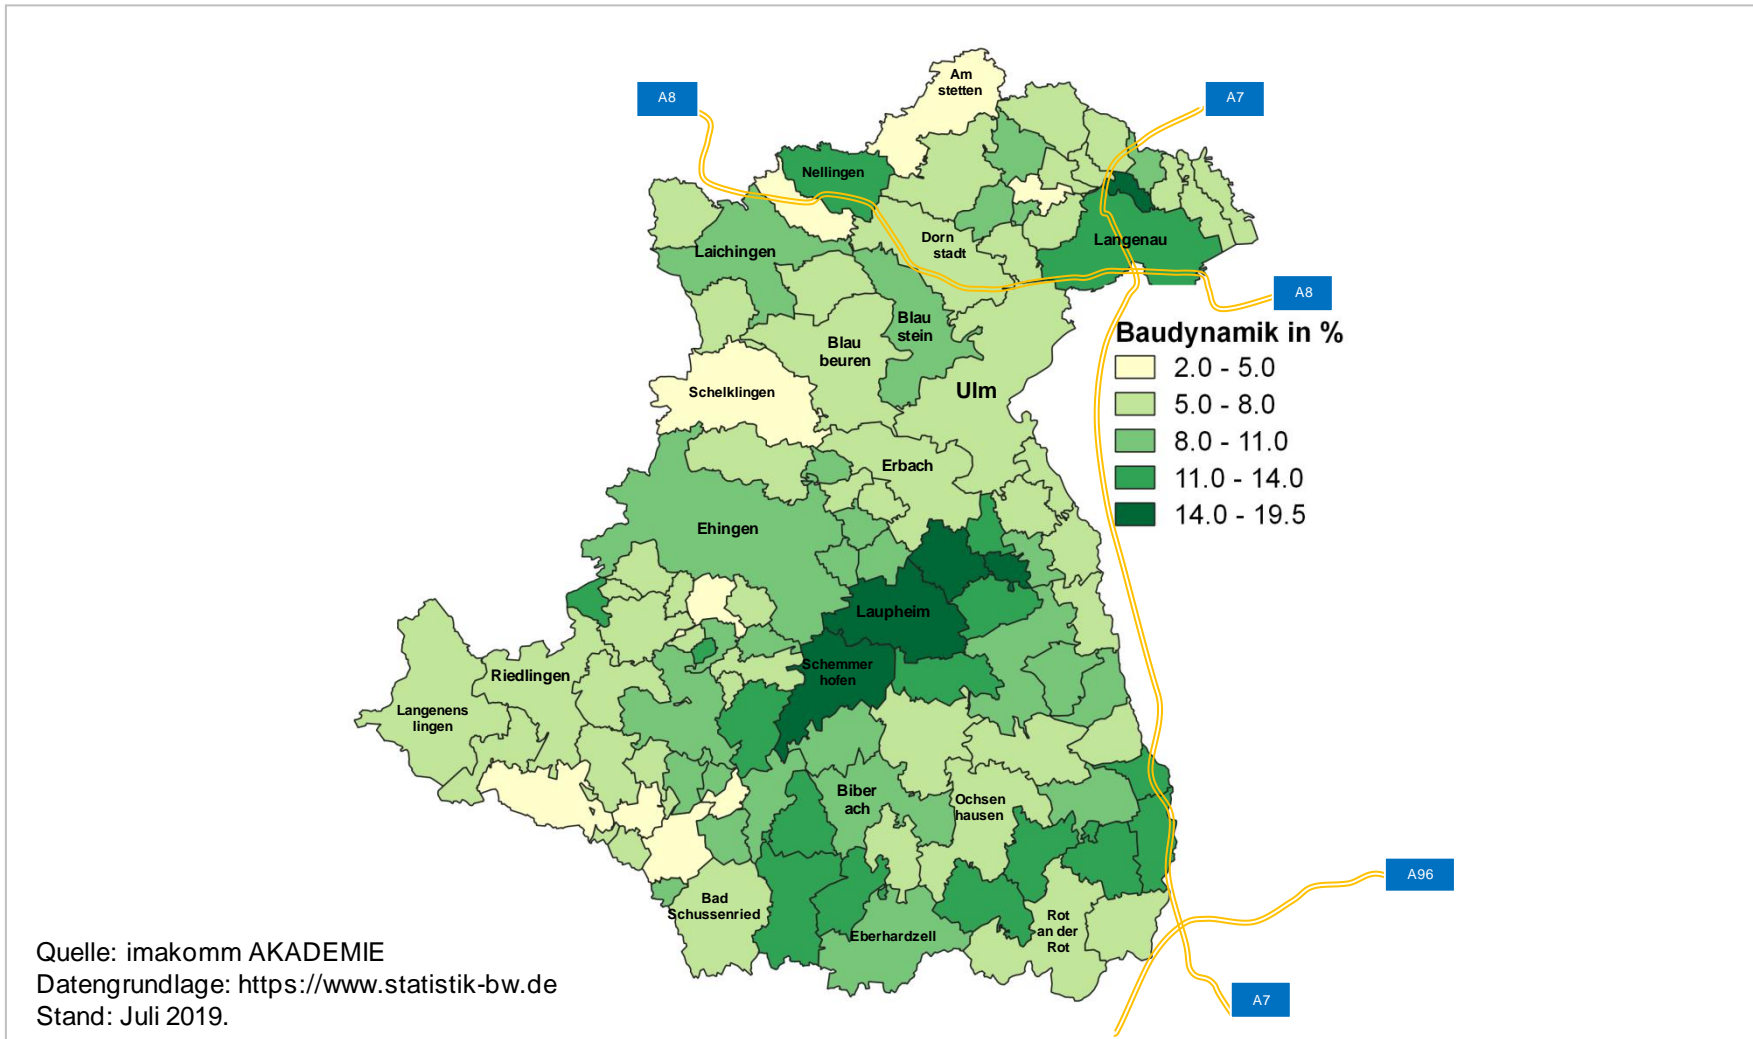 Am
stetten
A8
A7
Nellingen
Laichingen
Dorn
stadt
Langenau
A8
Blau
stein
Blau
beuren
Baudynamik in %
2.0 - 5.0
5.0 - 8.0
8.0 - 11.0
11.0 - 14.0
14.0 - 19.5
Schelklingen
Ulm
Erbach
Ehingen
Laupheim
Schemmer
hofen
Riedlingen
Langenens
lingen
Biber
ach
Ochsen
hausen
A96
Bad
Schussenried
Eberhardzell
Rot
an der
Rot
A7
Quelle: imakomm AKADEMIE
Datengrundlage: https://www.statistik-bw.de
Stand: Juli 2019.